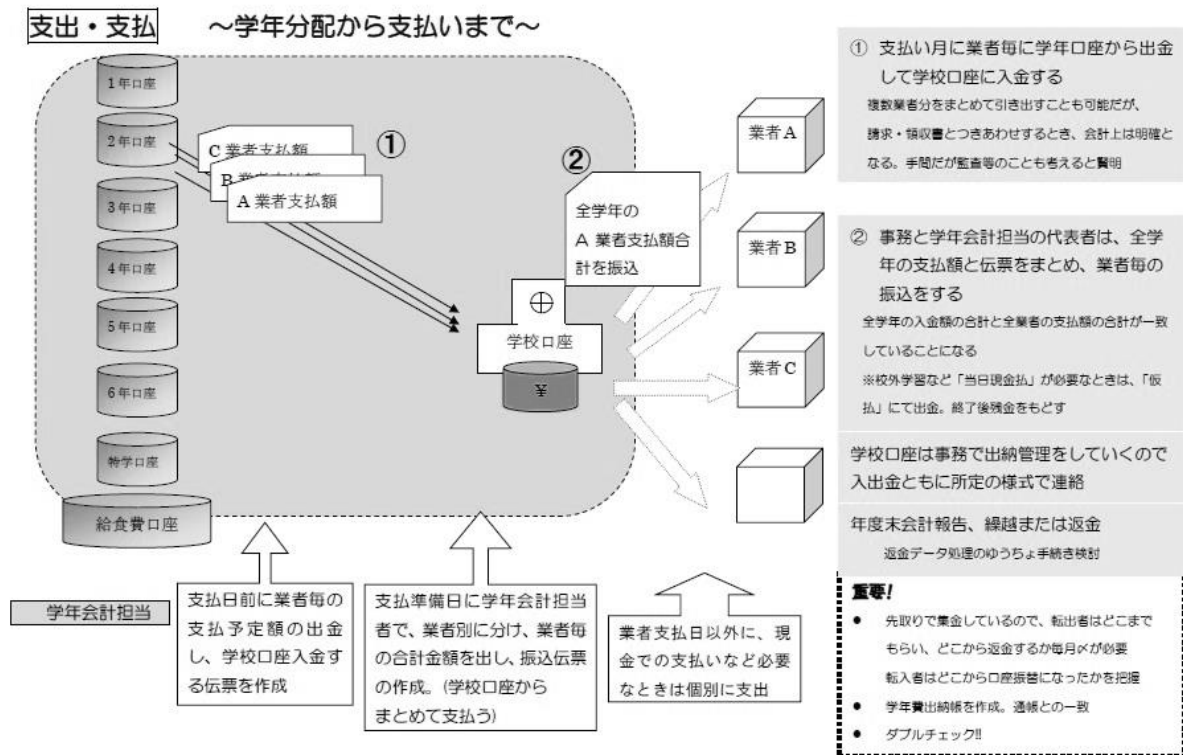 支出・支払　～学年分配から支払いまで～
1年口座
2年口座
3年口座
4年口座
5年口座
6年口座
特学口座
給食費口座
C 業者支払額
B 業者支払額
A 業者支払額
①
②
全学年の
A 業者支払額合
計を振込
学校口座
¥
業者A
業者B
業者C
学年会計担当
支払日前に業者毎の
支払予定額の出金
し、学校口座入金す
る伝票を作成
支払準備日に学年会計担当
者で、業者別に分け、業者毎
の合計金額を出し、振込伝票
の作成。(学校口座から
まとめて支払う)
業者支払日以外に、現
金での支払いなど必要
なときは個別に支出
① 支払い月に業者毎に学年口座から出金
して学校口座に入金する
複数業者分をまとめて引き出すことも可能だが、
請求・領収書とつきあわせするとき、会計上は明確と
なる。手間だが監査等のことも考えると賢明
② 事務と学年会計担当の代表者は、全学
年の支払額と伝票をまとめ、業者毎の
振込をする
全学年の入金額の合計と全業者の支払額の合計が一致
していることになる
※校外学習など「当日現金払」が必要なときは、「仮
払」にて出金。終了後残金をもどす
学校口座は事務で出納管理をしていくので
入出金ともに所定の様式で連絡
年度末会計報告、繰越または返金
返金データ処理のゆうちょ手続き検討
重要!
● 先取りで集金しているので、転出者はどこまで
もらい、どこから返金するか毎月〆が必要
転入者はどこから口座振替になったかを把握
● 学年費出納帳を作成。通帳との一致
● ダブルチェック!!